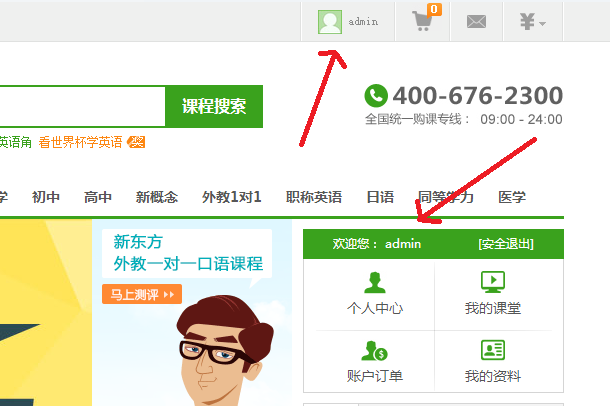 admin
0
¥
课程搜索
400-676-2300
全国统一购课专线： 09:00 - 24:00
英语角 看世界杯学英语
初中 高中 新概念 外教1对1 职称英语 日语 同等学力 医学
新东方
外教一对一口语课程
马上测评
欢迎您： admin [安全退出]
个人中心 我的课堂
账户订单 我的资料